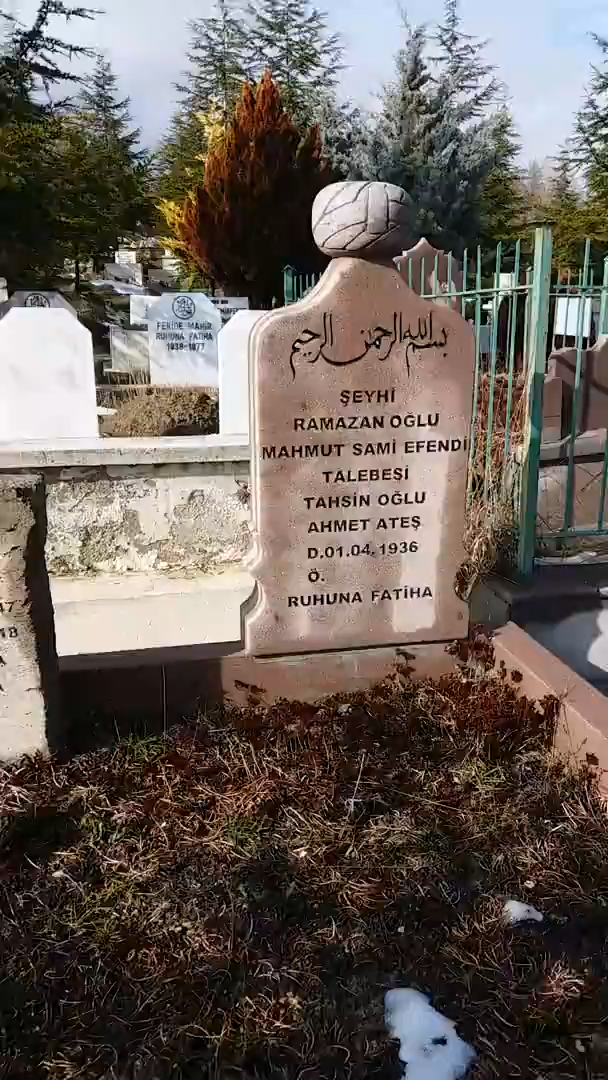 بسم الله الرحمن الرحيم
ŞEYHİ
RAMAZAN OĞLU
MAHMUT SAMİ EFENDİ
TALEBESİ
TAHSİN OĞLU
AHMET ATEŞ
D.01.04.1936
Ö.
RUHUNA FATİHA
FERİDE MAHİR
RUHUNA FATİHA
1938-1977